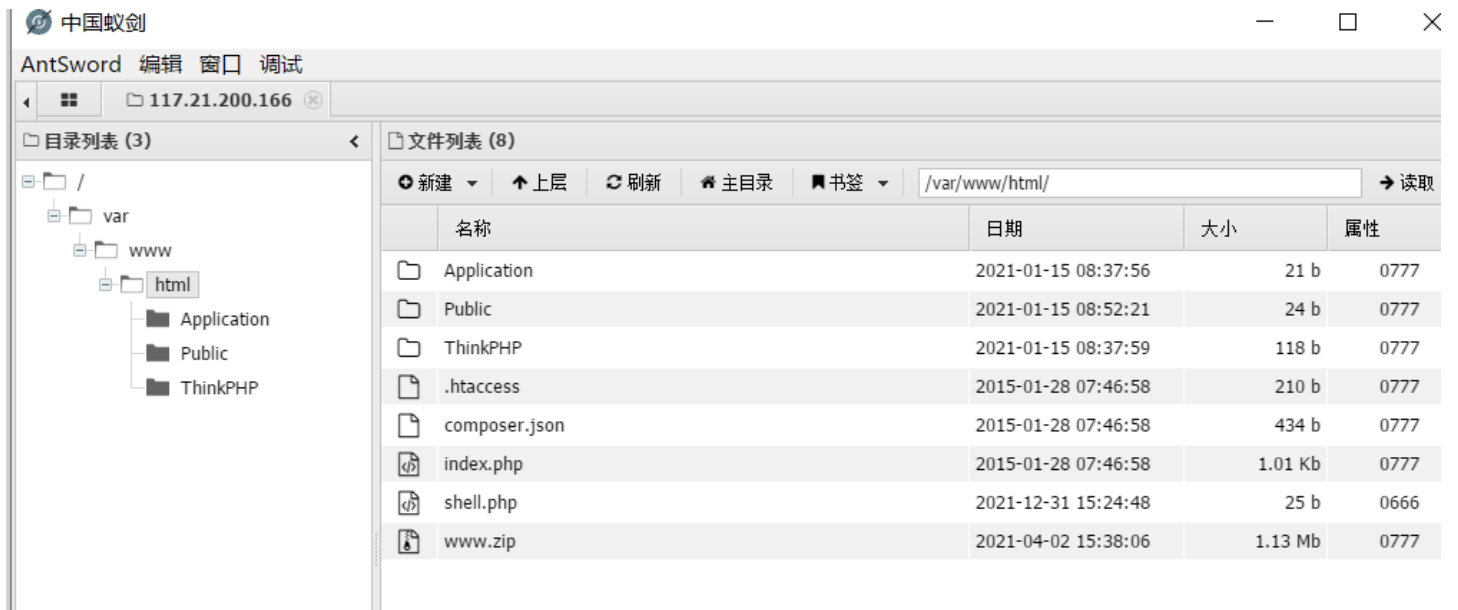 中国蚁剑
AntSword 编辑 窗口 调试
117.21.200.166
目录列表 (3)
文件列表 (8)
新建 上层 刷新 主目录 书签 /var/www/html/ 读取
/
var
www
html
Application
Public
ThinkPHP
名称 日期 大小 属性
Application 2021-01-15 08:37:56 21 b 0777
Public 2021-01-15 08:52:21 24 b 0777
ThinkPHP 2021-01-15 08:37:59 118 b 0777
.htaccess 2015-01-28 07:46:58 210 b 0777
composer.json 2015-01-28 07:46:58 434 b 0777
index.php 2015-01-28 07:46:58 1.01 Kb 0777
shell.php 2021-12-31 15:24:48 25 b 0666
www.zip 2021-04-02 15:38:06 1.13 Mb 0777